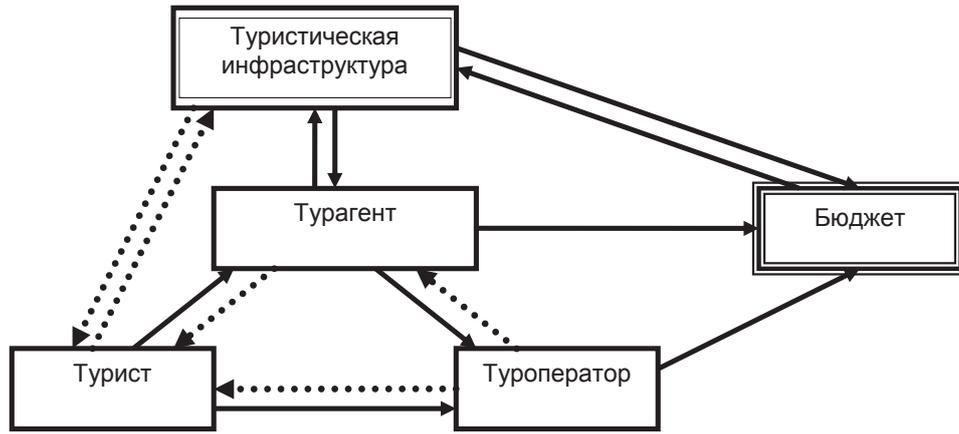 Туристическая
инфраструктура
Турагент
Бюджет
Турист
Туроператор